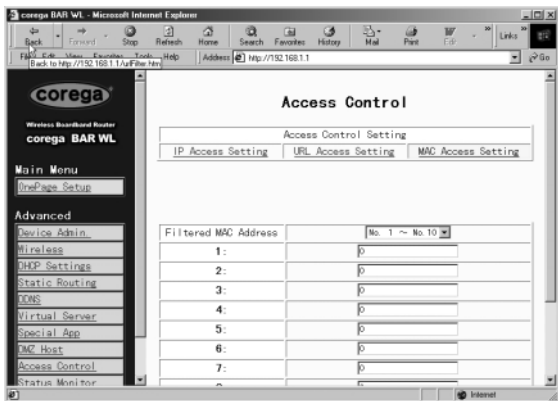 corega BAR WL - Microsoft Internet Explorer
Back Forward Stop Refresh Home Search Favorites History Mail Print Edit Links
File Edit View Favorites Tools Help Address http://192.168.1.1 Go
Back to http://192.168.1.1/urlFilter.htm
corega
Wireless Boardband Router
corega BAR WL
Main Menu
OnePage Setup
Advanced
Device Admin.
Wireless
DHCP Settings
Static Routing
DDNS
Virtual Server
Special App
DMZ Host
Access Control
Status Monitor
Access Control
Access Control Setting
IP Access Setting URL Access Setting MAC Access Setting
Filtered MAC Address No. 1 ~ No.10
1: 0
2: 0
3: 0
4: 0
5: 0
6: 0
7: 0
Internet